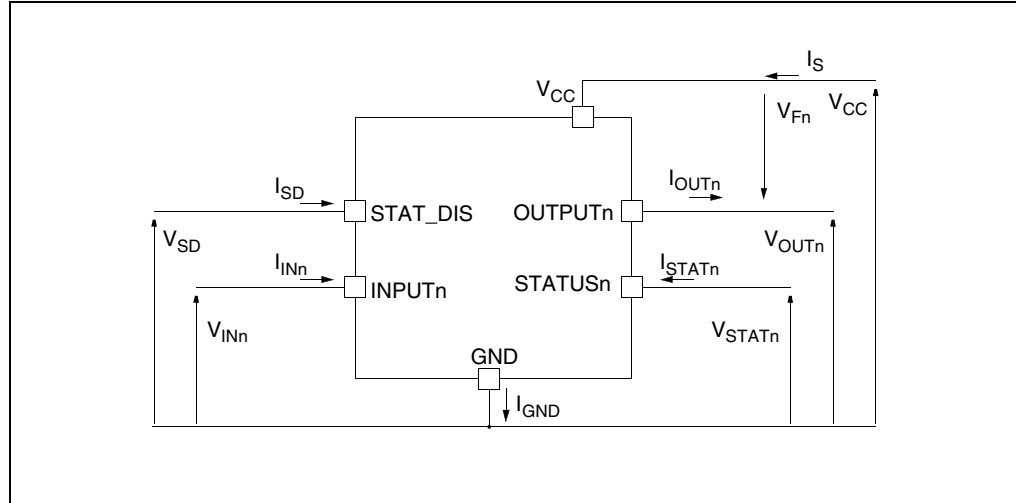 I_S
V_CC
V_Fn
V_CC
I_SD
STAT_DIS
OUTPUTn
I_OUTn
V_SD
V_OUTn
I_INn
INPUTn
STATUSn
I_STATn
V_INn
V_STATn
GND
I_GND